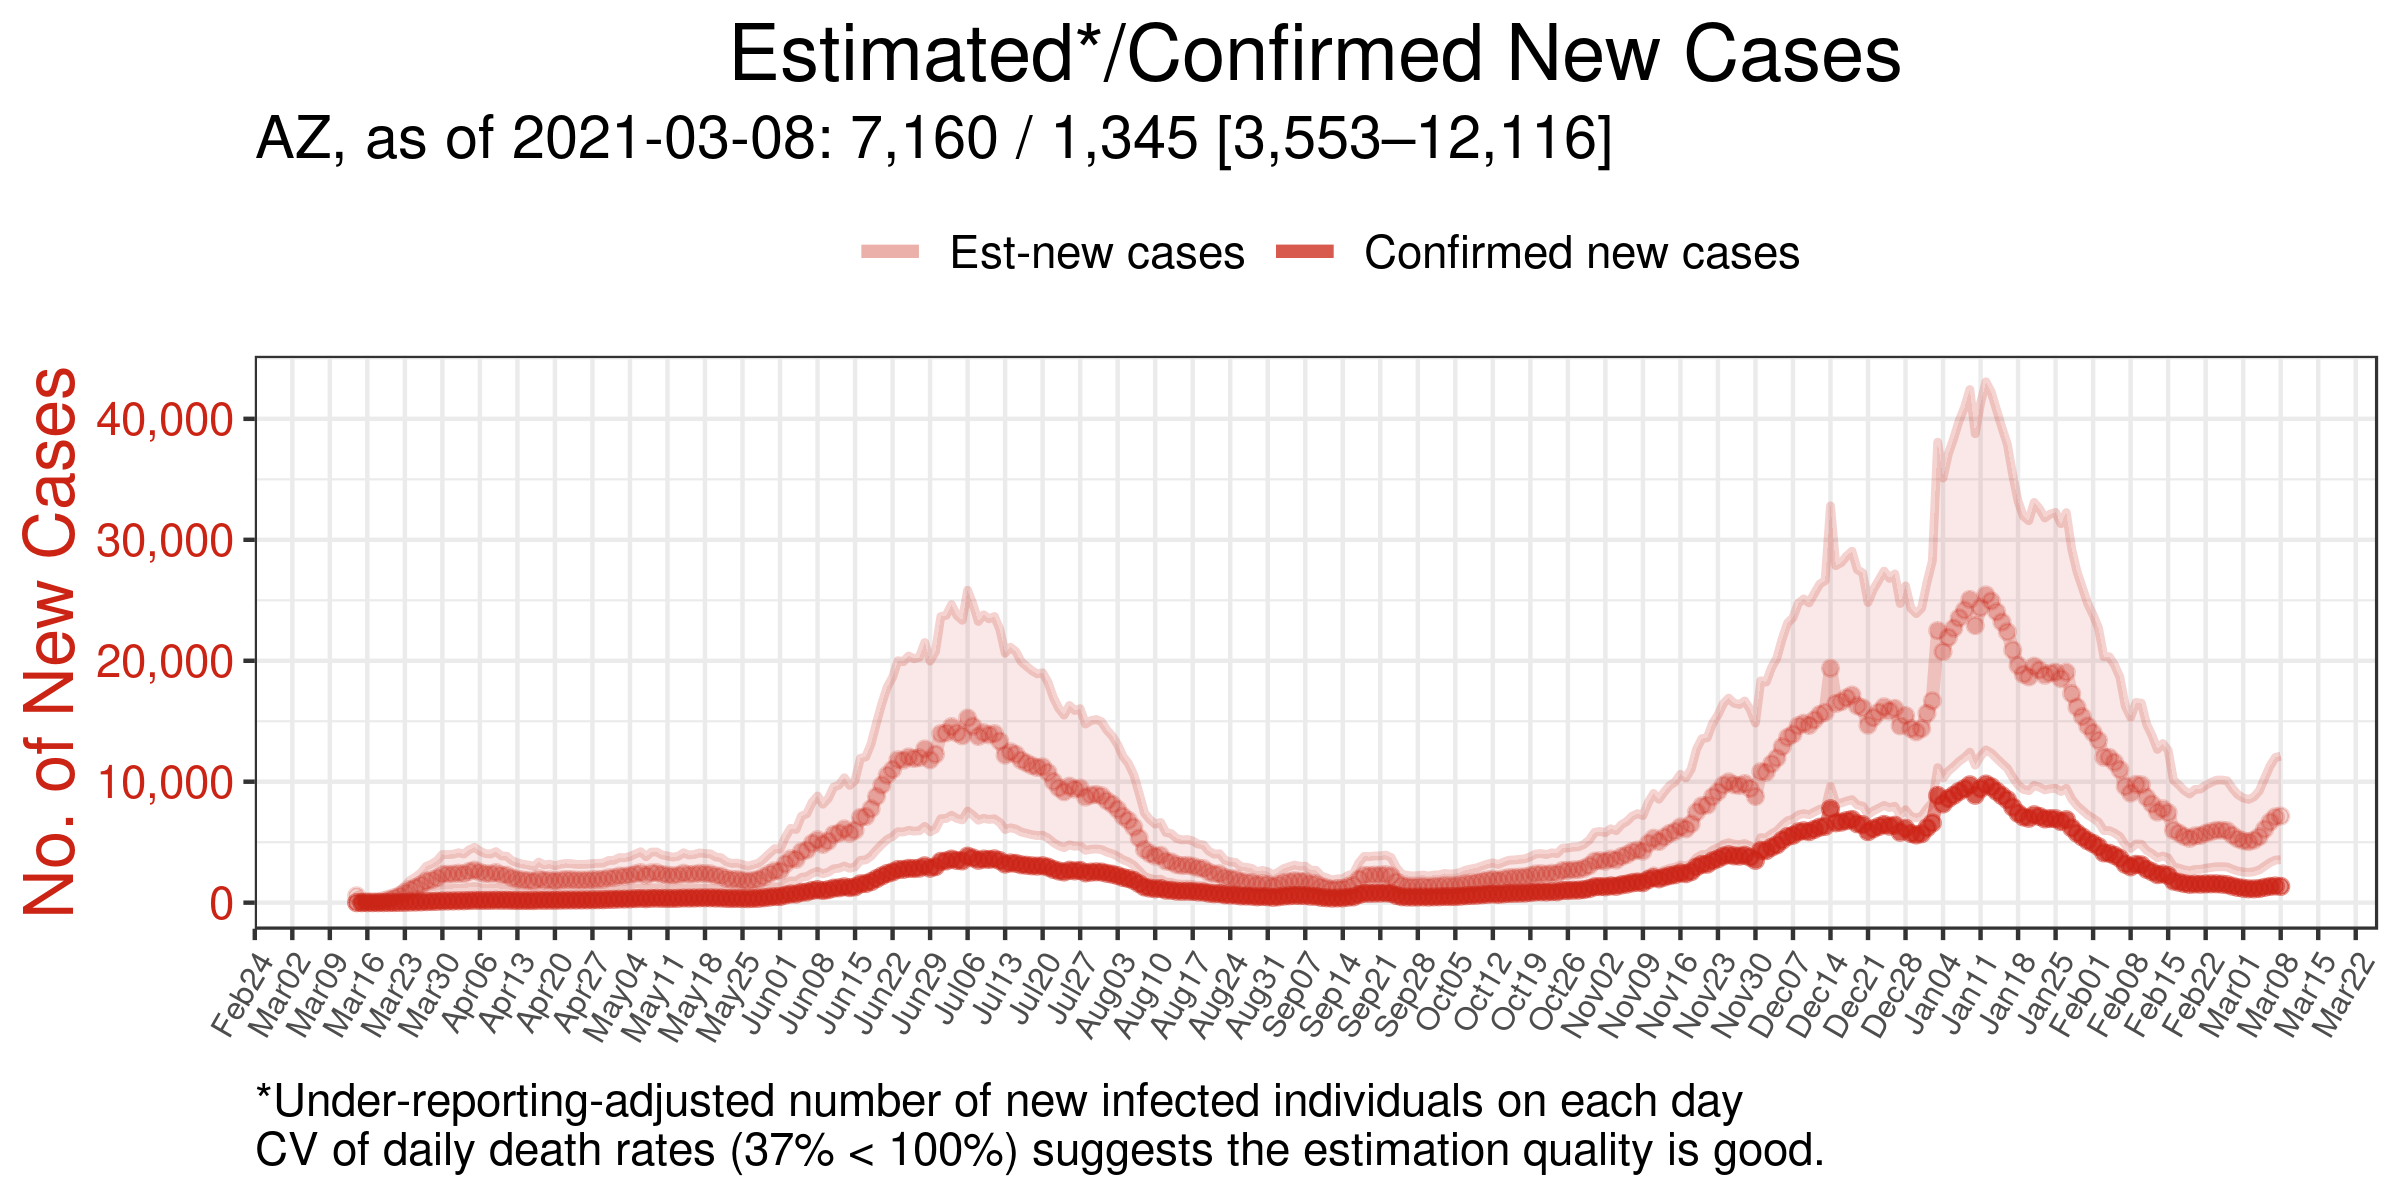 Estimated*/Confirmed New Cases
AZ, as of 2021-03-08: 7,160 / 1,345 [3,553–12,116]
Est-new cases
Confirmed new cases
No. of New Cases
40,000
30,000
20,000
10,000
0
Feb24
Mar02
Mar09
Mar16
Mar23
Mar30
Apr06
Apr13
Apr20
Apr27
May04
May11
May18
May25
Jun01
Jun08
Jun15
Jun22
Jun29
Jul06
Jul13
Jul20
Jul27
Aug03
Aug10
Aug17
Aug24
Aug31
Sep07
Sep14
Sep21
Sep28
Oct05
Oct12
Oct19
Oct26
Nov02
Nov09
Nov16
Nov23
Nov30
Dec07
Dec14
Dec21
Dec28
Jan04
Jan11
Jan18
Jan25
Feb01
Feb08
Feb15
Feb22
Mar01
Mar08
Mar15
Mar22
*Under-reporting-adjusted number of new infected individuals on each day
CV of daily death rates (37% < 100%) suggests the estimation quality is good.